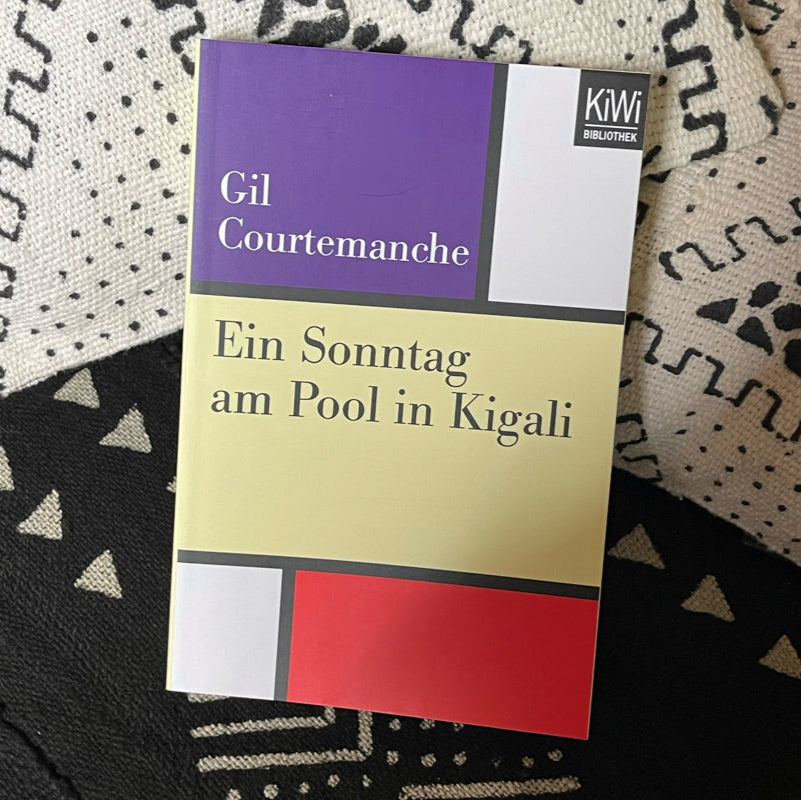 KiWi
BIBLIOTHEK
Gil
Courtemanche
Ein Sonntag
am Pool in Kigali